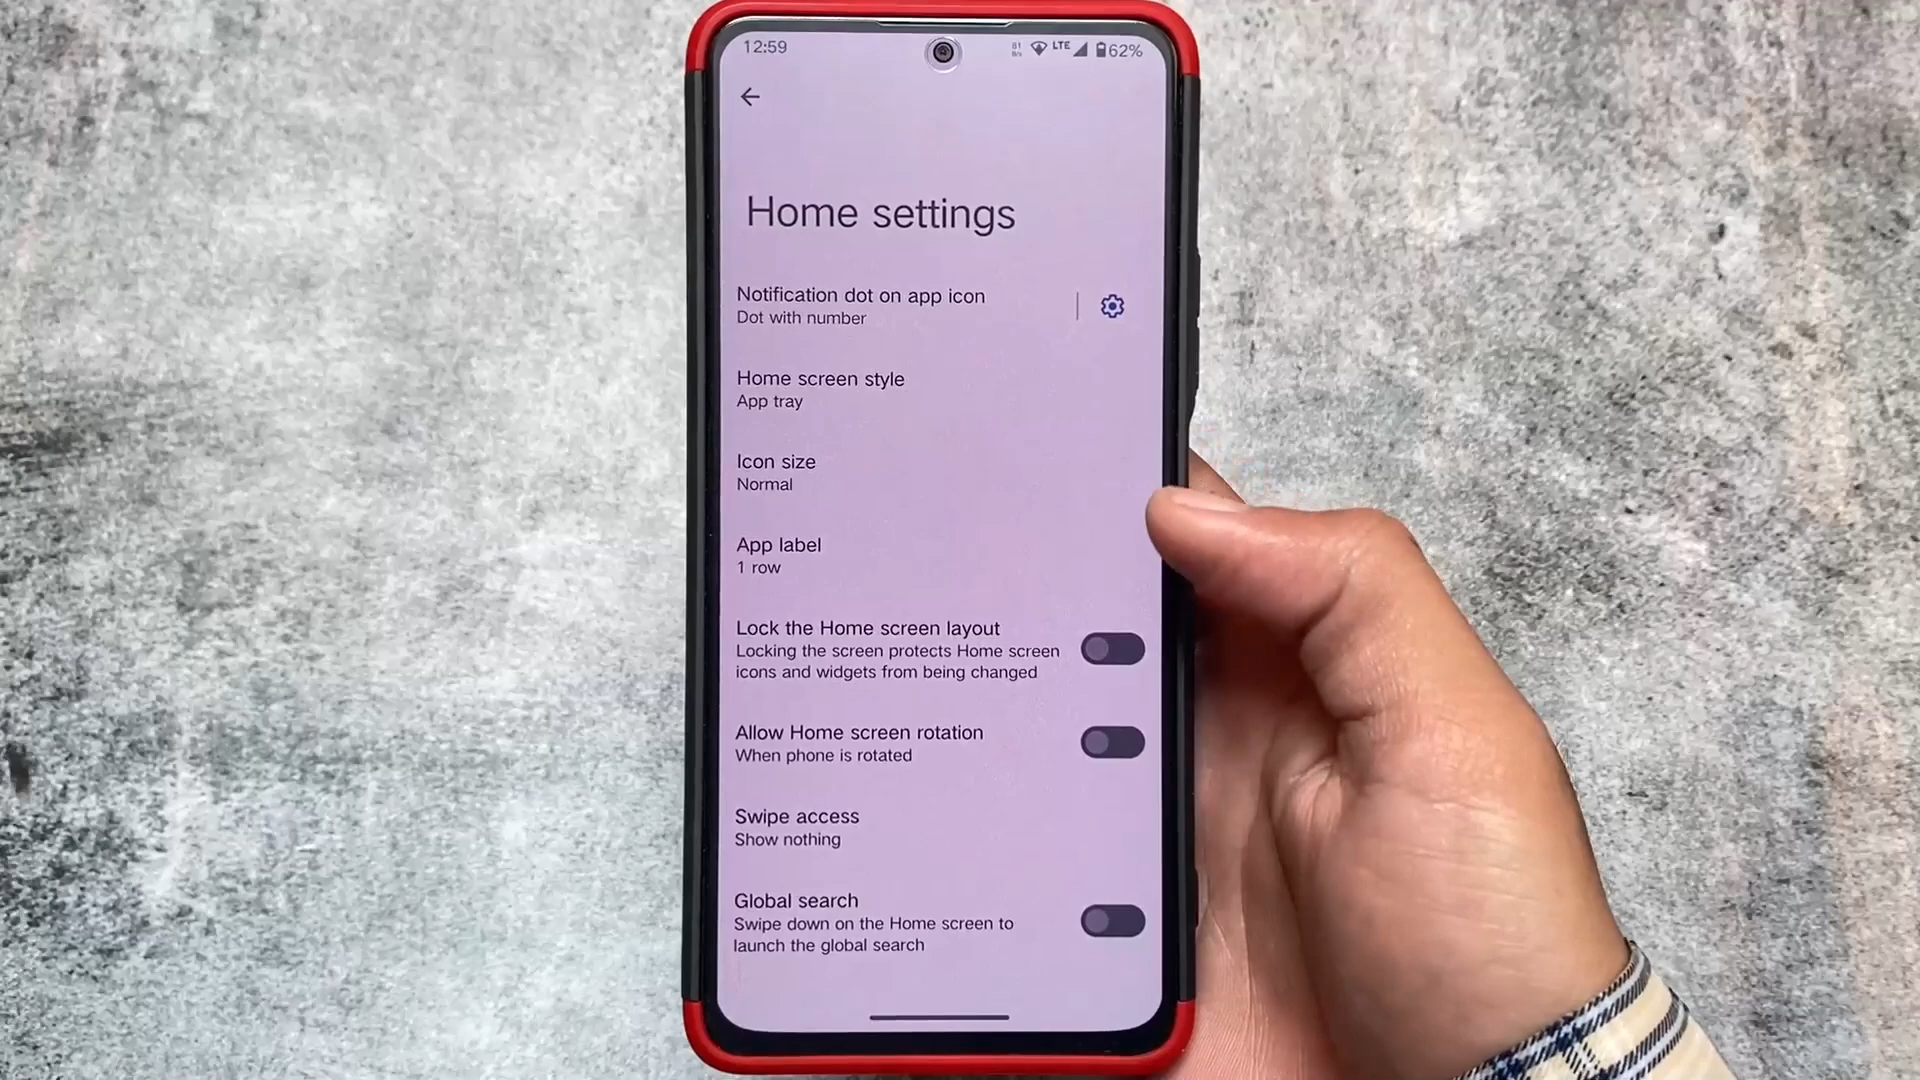 12:59
81
B/s
LTE
62%
Home settings
Notification dot on app icon
Dot with number
Home screen style
App tray
Icon size
Normal
App label
1 row
Lock the Home screen layout
Locking the screen protects Home screen
icons and widgets from being changed
Allow Home screen rotation
When phone is rotated
Swipe access
Show nothing
Global search
Swipe down on the Home screen to
launch the global search